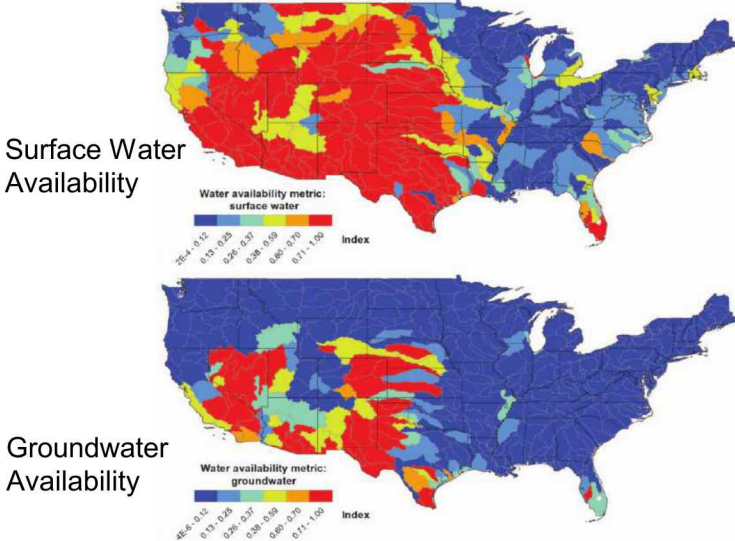 Surface Water
Availability
Water availability metric:
surface water
2E-4 - 0.12
0.13 - 0.25
0.26 - 0.37
0.38 - 0.59
0.60 - 0.70
0.71 - 1.00
Index
Groundwater
Availability
Water availability metric:
groundwater
4E-6 - 0.12
0.13 - 0.25
0.26 - 0.37
0.38 - 0.59
0.60 - 0.70
0.71 - 1.00
Index